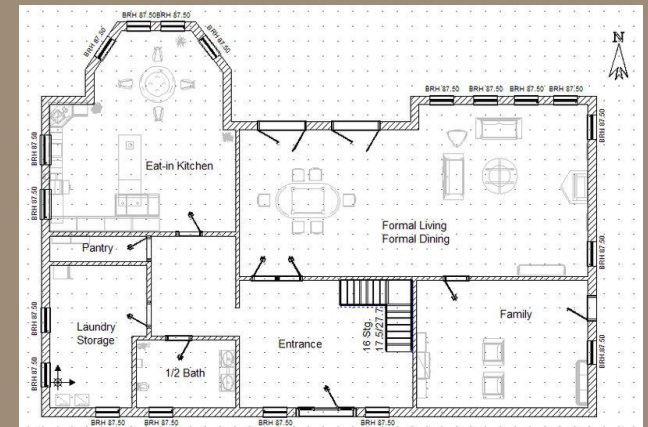 BRH 87.50 BRH 87.50
BRH 87.50
BRH 87.50
N
BRH 87.50 BRH 87.50 BRH 87.50 BRH 87.50
BRH 87.50
BRH 87.50
BRH 87.50
Eat-in Kitchen
Formal Living
Formal Dining
BRH 87.50
Pantry
BRH 87.50
Laundry
Storage
Entrance
16 Stg.
17.5/27.7
Family
BRH 87.50
BRH 87.50
1/2 Bath
BRH 87.50 BRH 87.50 BRH 87.50 BRH 87.50